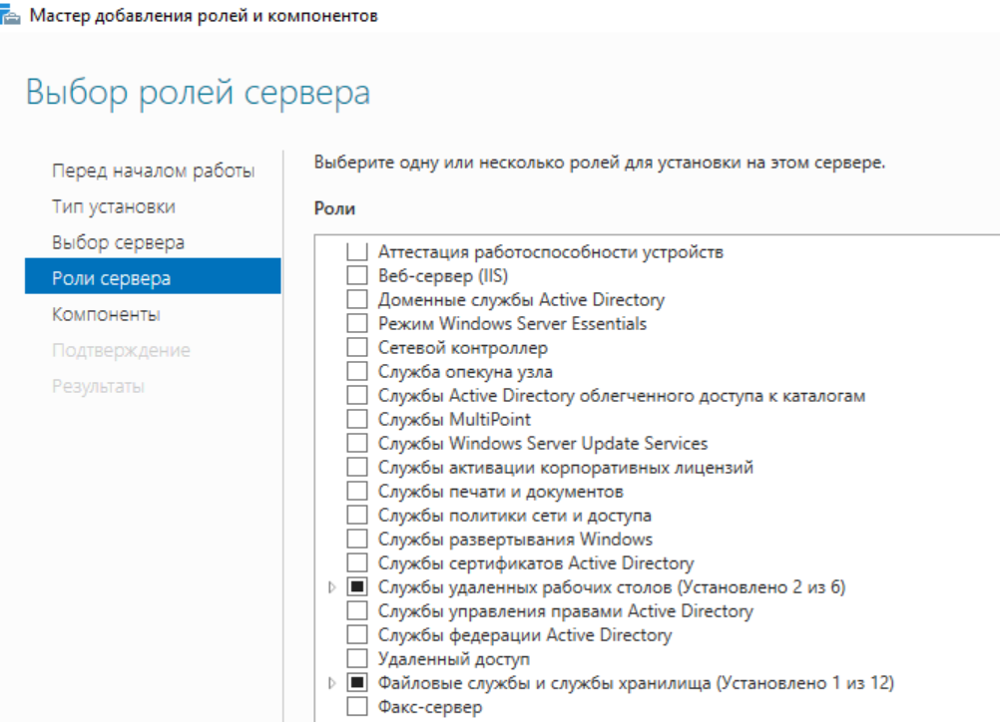 Мастер добавления ролей и компонентов
Выбор ролей сервера
Перед началом работы
Тип установки
Выбор сервера
Роли сервера
Компоненты
Подтверждение
Результаты
Выберите одну или несколько ролей для установки на этом сервере.
Роли
Аттестация работоспособности устройств
Веб-сервер (IIS)
Доменные службы Active Directory
Режим Windows Server Essentials
Сетевой контроллер
Служба опекуна узла
Службы Active Directory облегченного доступа к каталогам
Службы MultiPoint
Службы Windows Server Update Services
Службы активации корпоративных лицензий
Службы печати и документов
Службы политики сети и доступа
Службы развертывания Windows
Службы сертификатов Active Directory
Службы удаленных рабочих столов (Установлено 2 из 6)
Службы управления правами Active Directory
Службы федерации Active Directory
Удаленный доступ
Файловые службы и службы хранилища (Установлено 1 из 12)
Факс-сервер